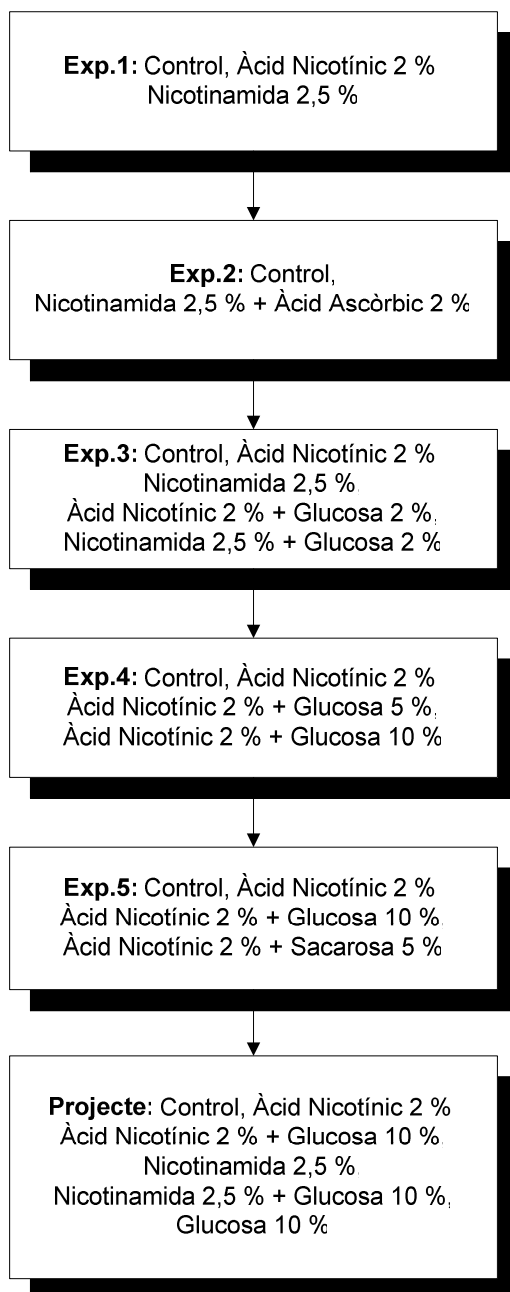 Exp.1: Control, Àcid Nicotínic 2 %
Nicotinamida 2,5 %
Exp.2: Control,
Nicotinamida 2,5 % + Àcid Ascòrbic 2 %
Exp.3: Control, Àcid Nicotínic 2 %
Nicotinamida 2,5 %.
Àcid Nicotínic 2 % + Glucosa 2 %,
Nicotinamida 2,5 % + Glucosa 2 %
Exp.4: Control, Àcid Nicotínic 2 %
Àcid Nicotínic 2 % + Glucosa 5 %,
Àcid Nicotínic 2 % + Glucosa 10 %
Exp.5: Control, Àcid Nicotínic 2 %
Àcid Nicotínic 2 % + Glucosa 10 %.
Àcid Nicotínic 2 % + Sacarosa 5 %
Projecte: Control, Àcid Nicotínic 2 %
Àcid Nicotínic 2 % + Glucosa 10 %.
Nicotinamida 2,5 %.
Nicotinamida 2,5 % + Glucosa 10 %,
Glucosa 10 %